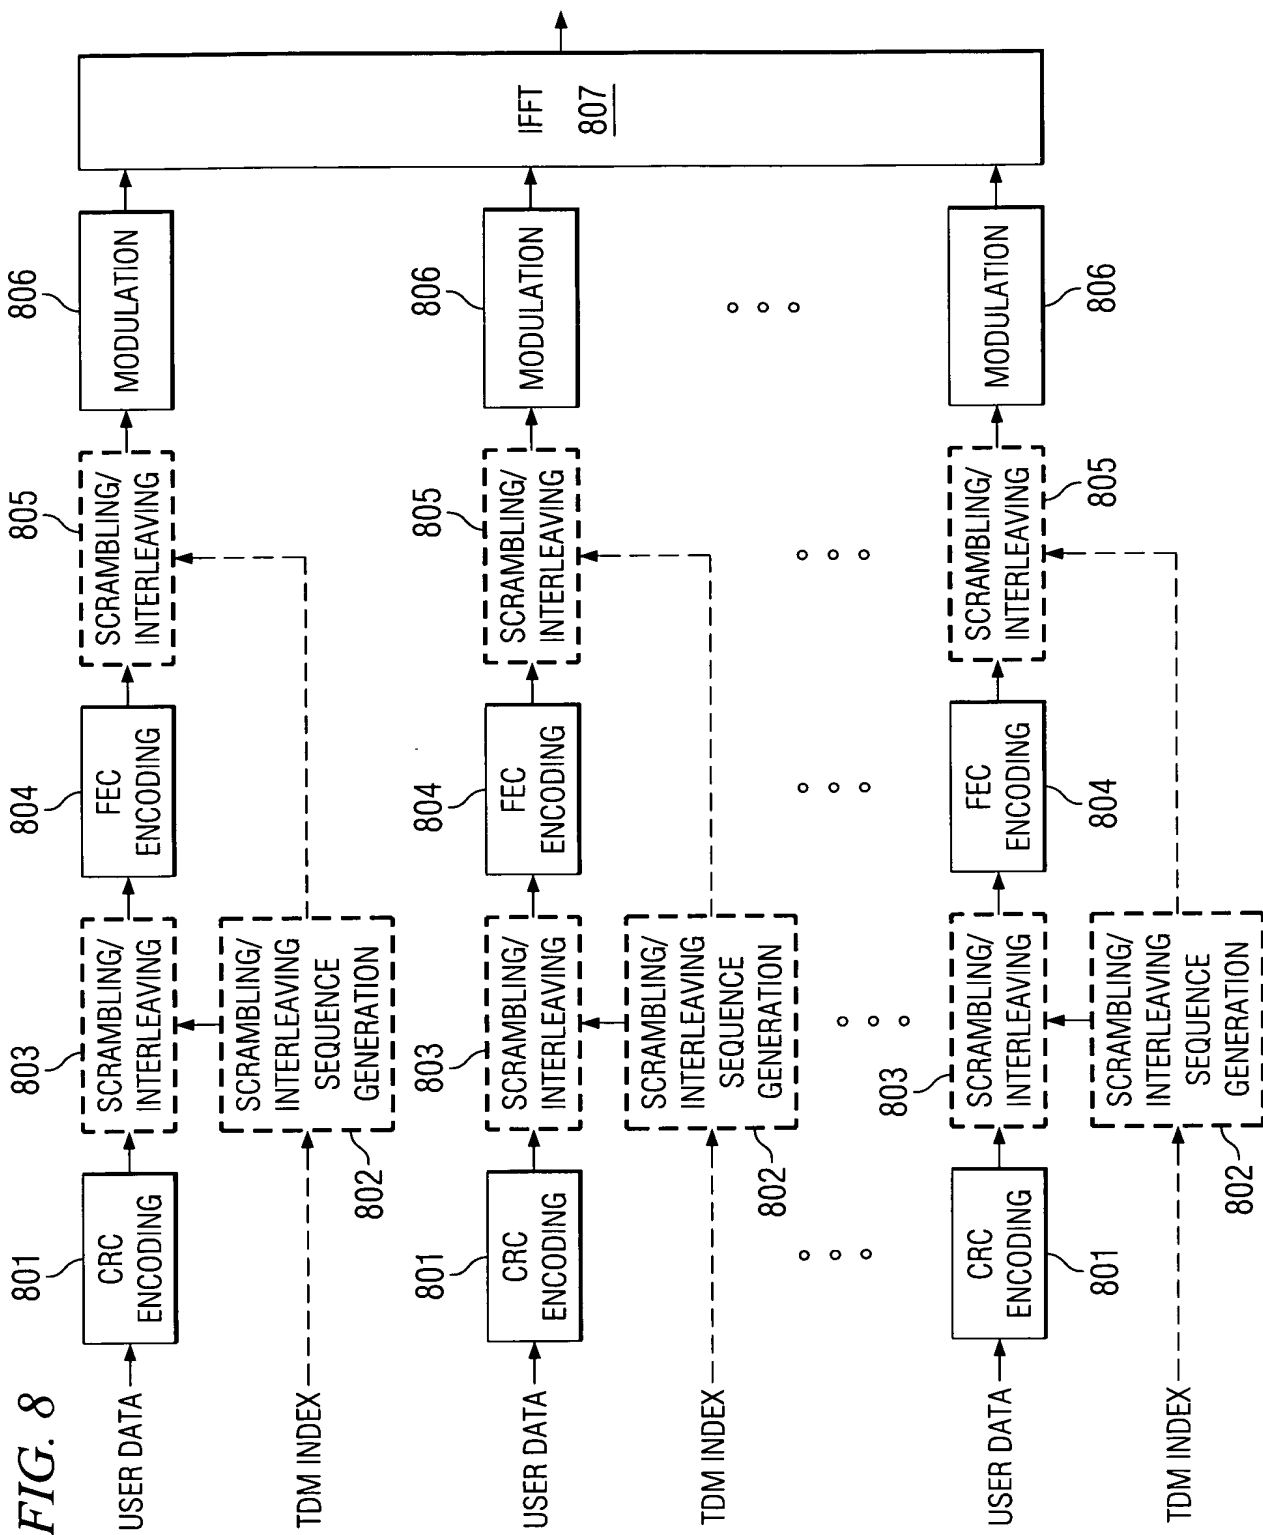 FIG. 8
USER DATA
801
CRC
ENCODING
803
SCRAMBLING/
INTERLEAVING
804
FEC
ENCODING
805
SCRAMBLING/
INTERLEAVING
806
MODULATION
TDM INDEX
802
SCRAMBLING/
INTERLEAVING
SEQUENCE
GENERATION
USER DATA
801
CRC
ENCODING
803
SCRAMBLING/
INTERLEAVING
804
FEC
ENCODING
805
SCRAMBLING/
INTERLEAVING
806
MODULATION
IFFT
807
TDM INDEX
802
SCRAMBLING/
INTERLEAVING
SEQUENCE
GENERATION
USER DATA
CRC
ENCODING
801
803
SCRAMBLING/
INTERLEAVING
FEC
ENCODING
804
SCRAMBLING/
INTERLEAVING
805
MODULATION
806
TDM INDEX
802
SCRAMBLING/
INTERLEAVING
SEQUENCE
GENERATION